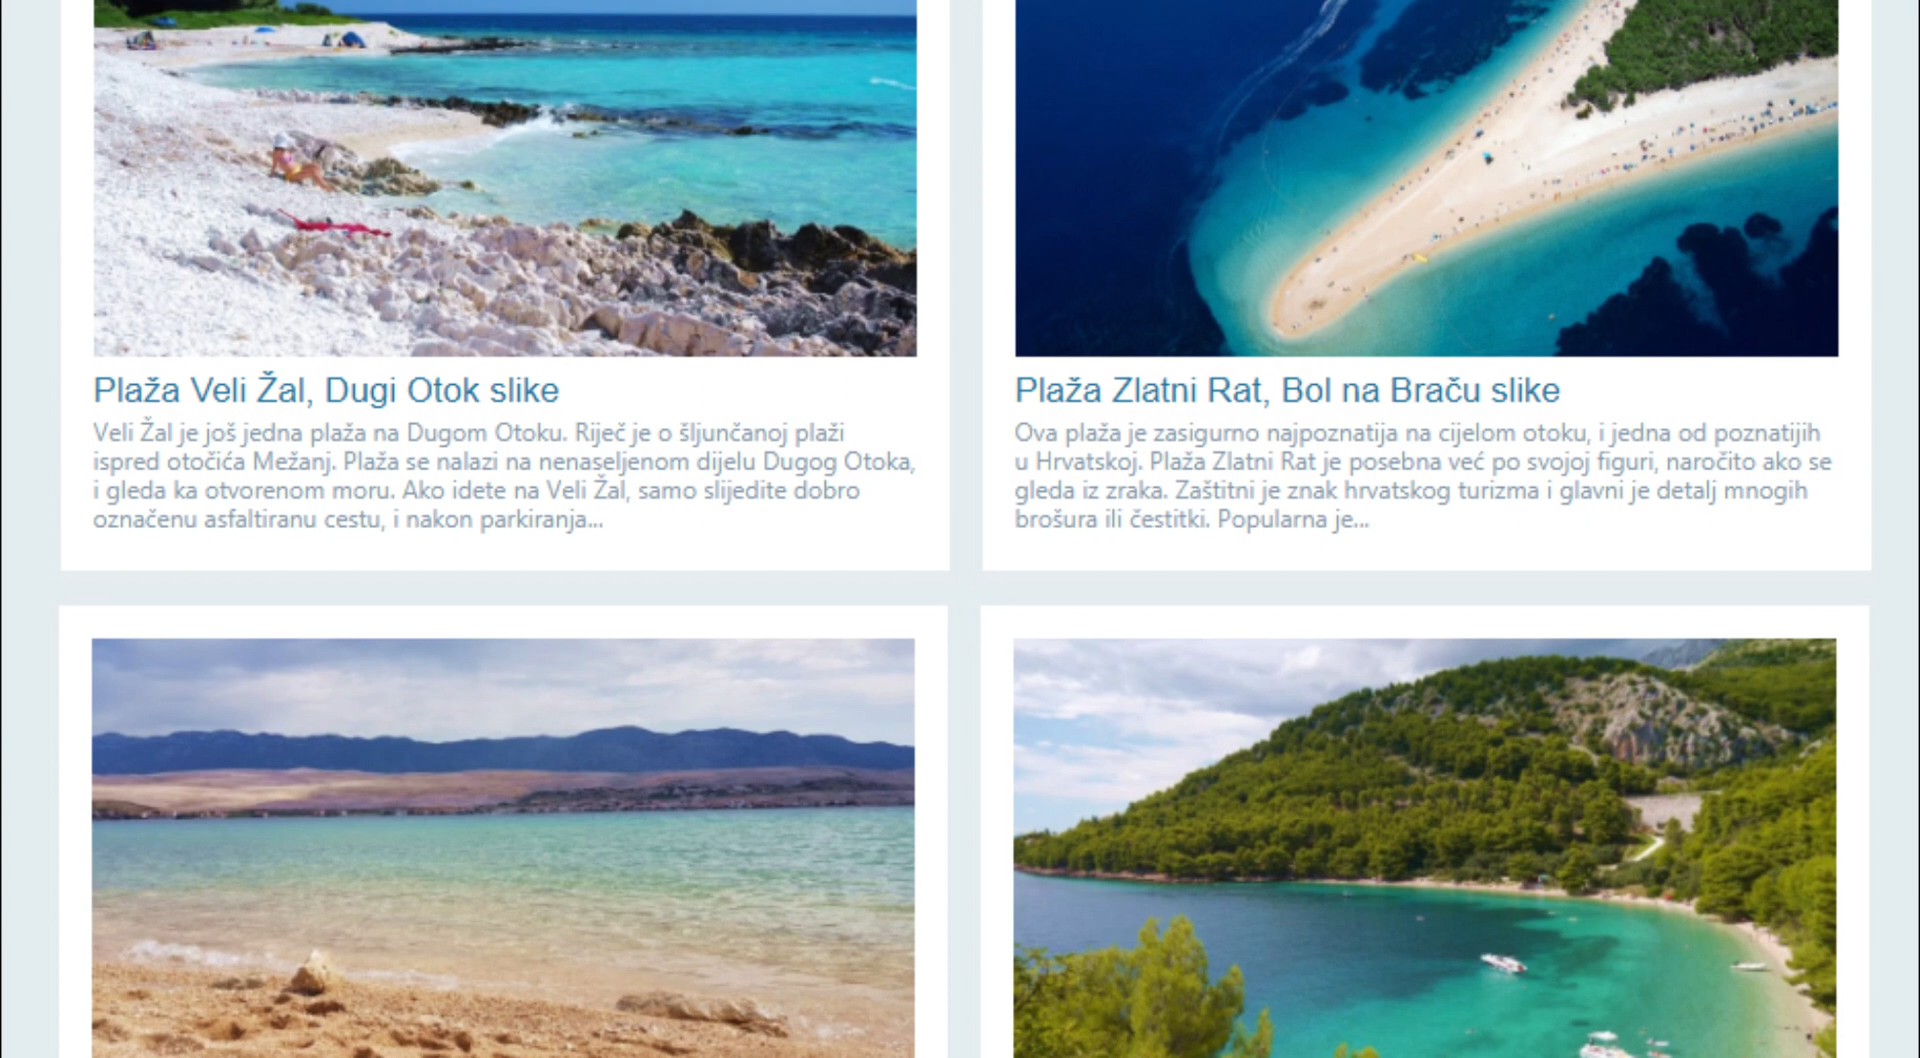 Plaža Veli Žal, Dugi Otok slike
Veli Žal je još jedna plaža na Dugom Otoku. Riječ je o šljunčanoj plaži
ispred otočića Mežanj. Plaža se nalazi na nenaseljenom dijelu Dugog Otoka,
i gleda ka otvorenom moru. Ako idete na Veli Žal, samo slijedite dobro
označenu asfaltiranu cestu, i nakon parkiranja...
Plaža Zlatni Rat, Bol na Braču slike
Ova plaža je zasigurno najpoznatija na cijelom otoku, i jedna od poznatijih
u Hrvatskoj. Plaža Zlatni Rat je posebna već po svojoj figuri, naročito ako se
gleda iz zraka. Zaštitni je znak hrvatskog turizma i glavni je detalj mnogih
brošura ili čestitki. Popularna je...